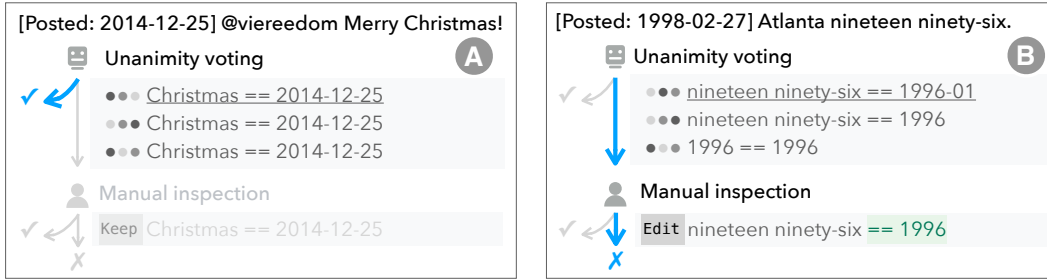 [Posted: 2014-12-25] @viereedom Merry Christmas!
Unanimity voting
A
✓
Christmas == 2014-12-25
Christmas == 2014-12-25
Christmas == 2014-12-25
Manual inspection
✓
Keep Christmas == 2014-12-25
✗
[Posted: 1998-02-27] Atlanta nineteen ninety-six.
Unanimity voting
B
✓
nineteen ninety-six == 1996-01
nineteen ninety-six == 1996
1996 == 1996
Manual inspection
✓
Edit nineteen ninety-six == 1996
✗